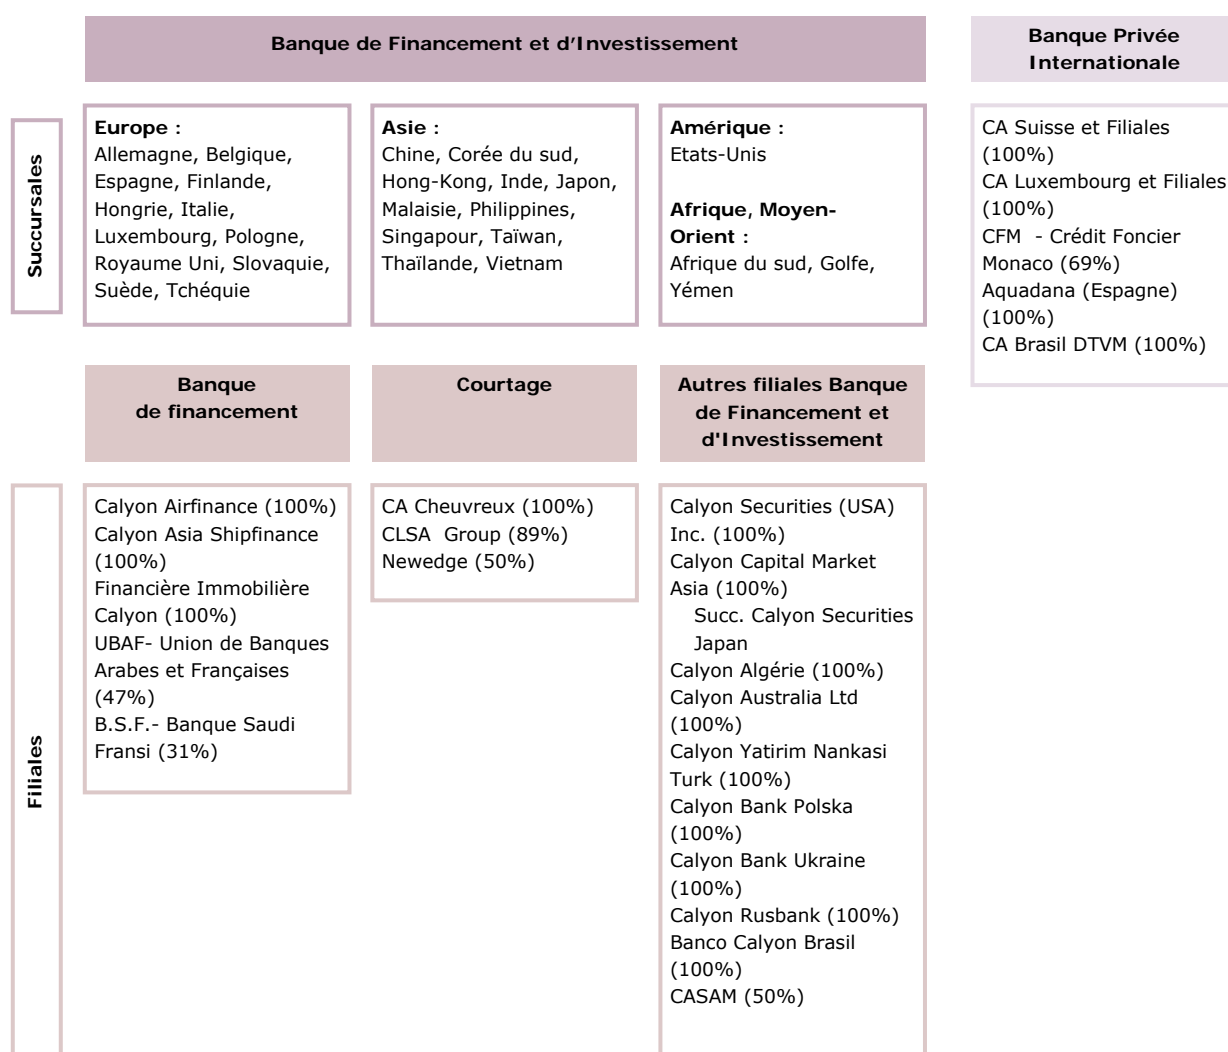 Banque de Financement et d’Investissement
Banque Privée
Internationale
Succursales
Europe :
Allemagne, Belgique,
Espagne, Finlande,
Hongrie, Italie,
Luxembourg, Pologne,
Royaume Uni, Slovaquie,
Suède, Tchéquie
Asie :
Chine, Corée du sud,
Hong-Kong, Inde, Japon,
Malaisie, Philippines,
Singapour, Taïwan,
Thaïlande, Vietnam
Amérique :
Etats-Unis
Afrique, Moyen-
Orient :
Afrique du sud, Golfe,
Yémen
CA Suisse et Filiales
(100%)
CA Luxembourg et Filiales
(100%)
CFM - Crédit Foncier
Monaco (69%)
Aquadana (Espagne)
(100%)
CA Brasil DTVM (100%)
Banque
de financement
Courtage
Autres filiales Banque
de Financement et
d'Investissement
Filiales
Calyon Airfinance (100%)
Calyon Asia Shipfinance
(100%)
Financière Immobilière
Calyon (100%)
UBAF- Union de Banques
Arabes et Françaises
(47%)
B.S.F.- Banque Saudi
Fransi (31%)
CA Cheuvreux (100%)
CLSA Group (89%)
Newedge (50%)
Calyon Securities (USA)
Inc. (100%)
Calyon Capital Market
Asia (100%)
Succ. Calyon Securities
Japan
Calyon Algérie (100%)
Calyon Australia Ltd
(100%)
Calyon Yatirim Nankasi
Turk (100%)
Calyon Bank Polska
(100%)
Calyon Bank Ukraine
(100%)
Calyon Rusbank (100%)
Banco Calyon Brasil
(100%)
CASAM (50%)